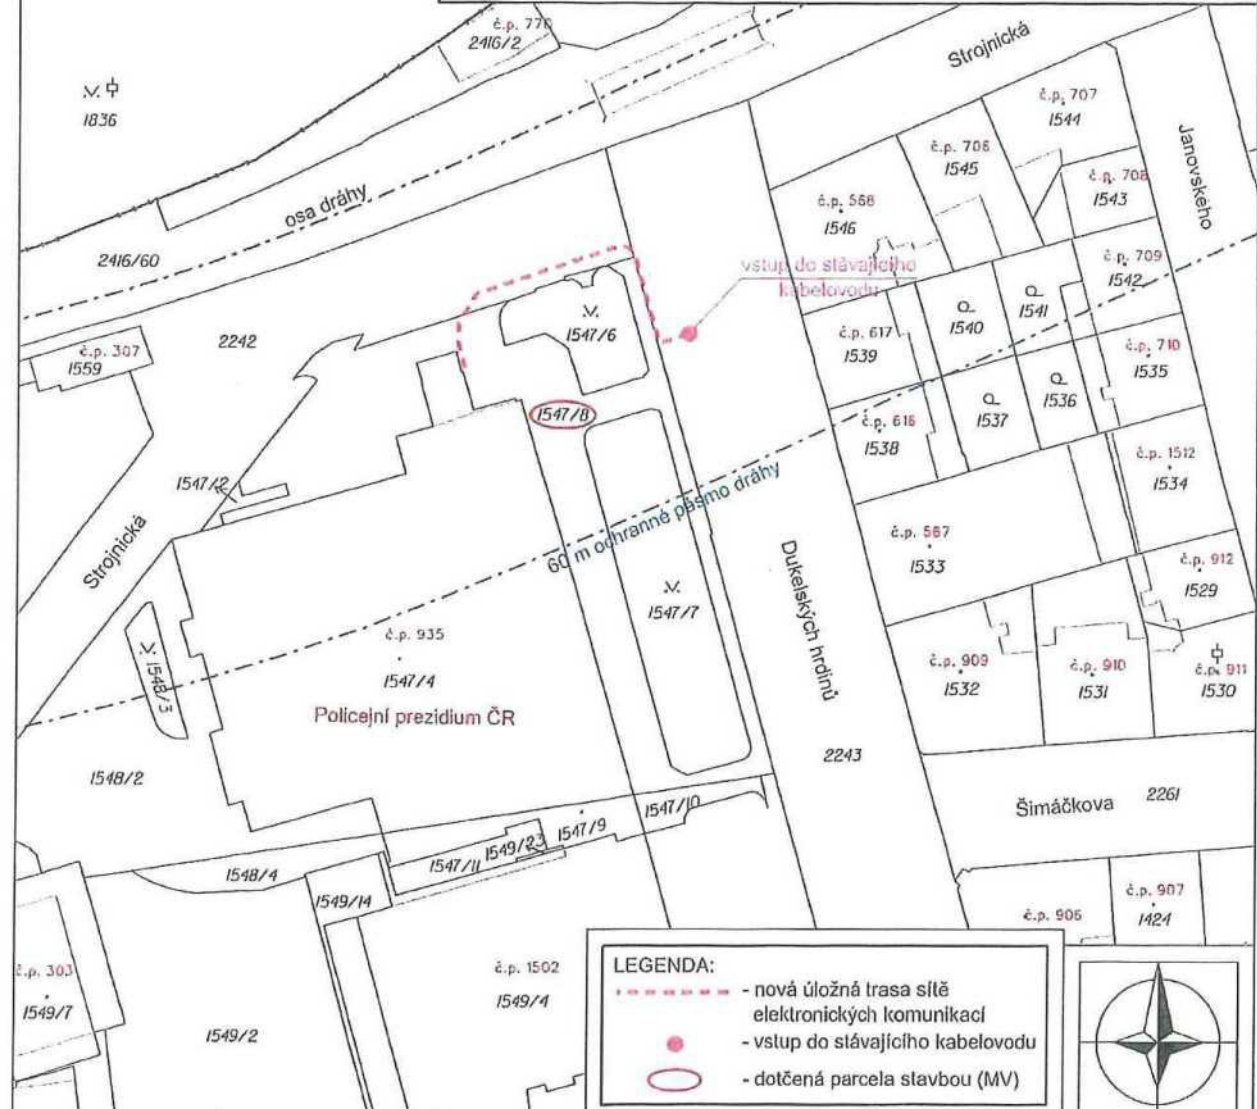 č.p. 770
2416/2
Strojnická
1836
č.p. 707
1544
č.p. 706
1545
Janovského
č.p. 708
1543
osa dráhy
č.p. 568
1546
2416/60
vstup do stávajícího
kabelovodu
č.p. 709
1542
1541
1540
2242
1547/6
č.p. 617
1539
č.p. 307
1559
č.p. 710
1535
1536
1537
1547/8
č.p. 616
1538
č.p. 1512
1534
1547/2
60 m ochranné pásmo dráhy
Strojnická
č.p. 567
1533
č.p. 912
1529
Dukelských hrdinů
1547/7
č.p. 935
1547/4
1548/3
č.p. 909
1532
č.p. 910
1531
č.p. 911
1530
Policejní prezidium ČR
2243
1548/2
Šimáčkova
2261
1547/10
1547/9
1549/23
1547/11
1548/4
1549/14
č.p. 907
1424
č.p. 906
č.p. 303
1549/7
č.p. 1502
1549/4
1549/2
LEGENDA:
- nová úložná trasa sítě
elektronických komunikací
- vstup do stávajícího kabelovodu
- dotčená parcela stavbou (MV)